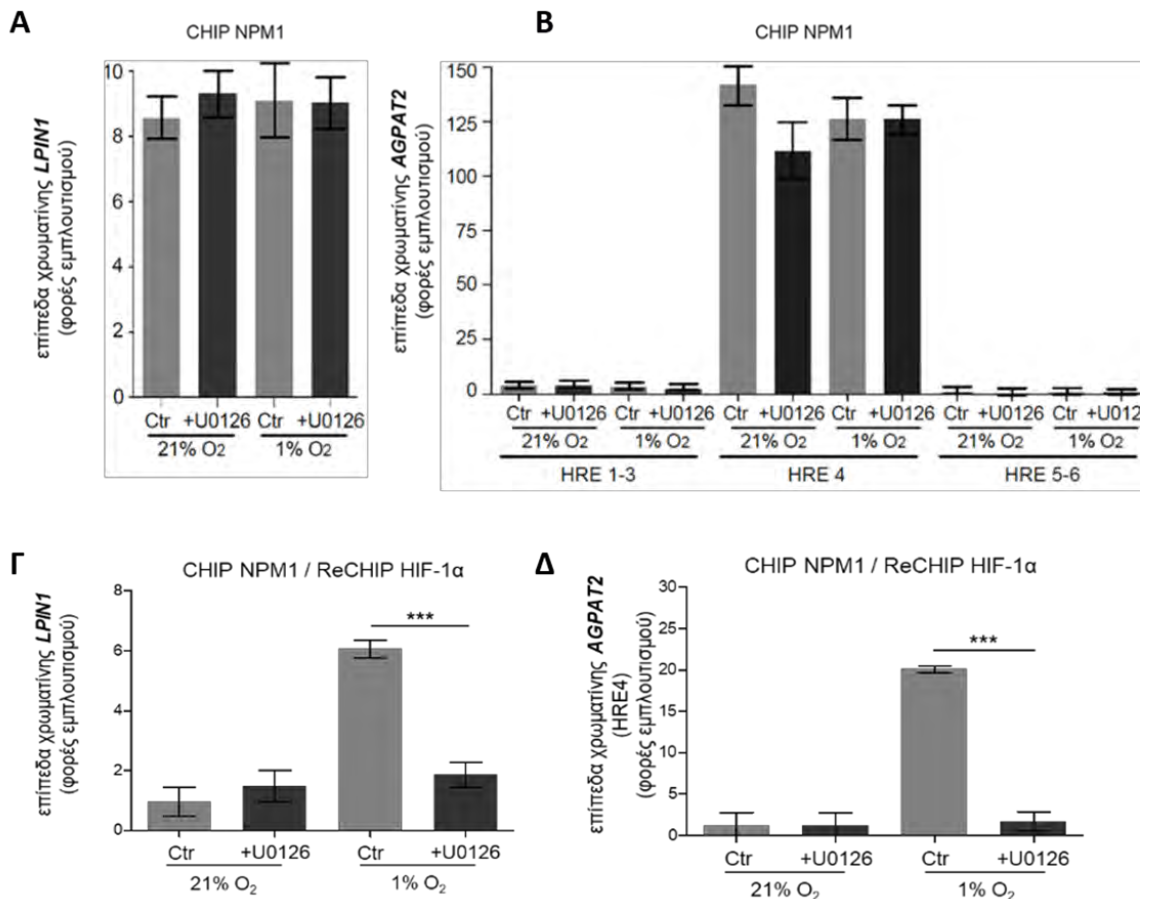 A
CHIP NPM1
επίπεδα χρωματίνης LPIN1
(φορές εμπλουτισμού)
10
8
6
4
2
0
Ctr +U0126 Ctr +U0126
21% O2 1% O2
B
CHIP NPM1
επίπεδα χρωματίνης AGPAT2
(φορές εμπλουτισμού)
150
125
100
75
50
25
0
Ctr +U0126 Ctr +U0126 Ctr +U0126 Ctr +U0126 Ctr +U0126 Ctr +U012
21% O2 1% O2 21% O2 1% O2 21% O2 1% O2
HRE 1-3 HRE 4 HRE 5-6
Γ
CHIP NPM1 / ReCHIP HIF-1α
επίπεδα χρωματίνης LPIN1
(φορές εμπλουτισμού)
8
6
4
2
0
***
Ctr +U0126 Ctr +U0126
21% O2 1% O2
Δ
CHIP NPM1 / ReCHIP HIF-1α
επίπεδα χρωματίνης AGPAT2
(HRE4)
(φορές εμπλουτισμού)
30
25
20
15
10
5
0
***
Ctr +U0126 Ctr +U0126
21% O2 1% O2